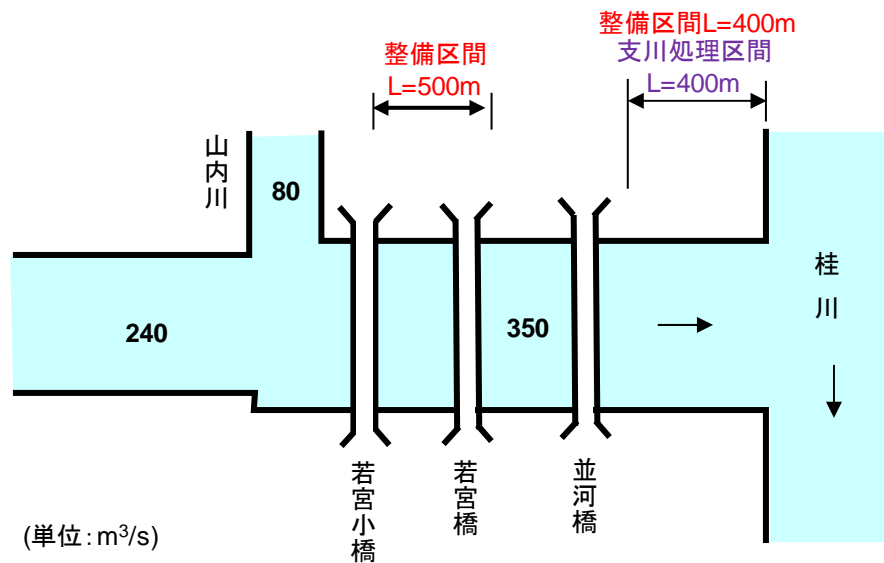 整備区間L=400m
支川処理区間
L=400m
整備区間
L=500m
山内川
80
桂川
240
350
若宮小橋
若宮橋
並河橋
(単位:m³/s)